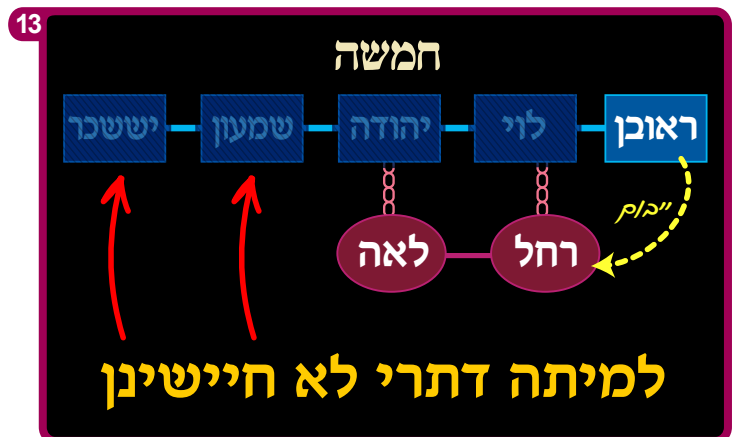 13
חמשה
ראובן לוי יהודה שמעון יששכר
ייבום
רחל לאה
למיתה דתרי לא חיישינן